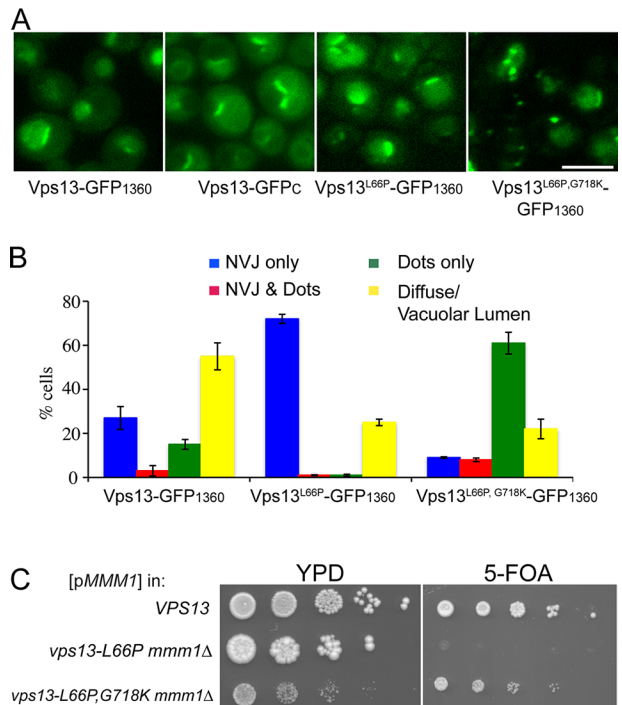 A
Vps13-GFP1360 Vps13-GFPC Vps13L66P-GFP1360 Vps13L66P,G718K-
GFP1360
B
NVJ only Dots only
NVJ & Dots Diffuse/
Vacuolar Lumen
% cells
80
60
40
20
0
Vps13-GFP1360 Vps13L66P-GFP1360 Vps13L66P, G718K-GFP1360
C
[pMMM1] in: YPD 5-FOA
VPS13
vps13-L66P mmm1Δ
vps13-L66P,G718K mmm1Δ